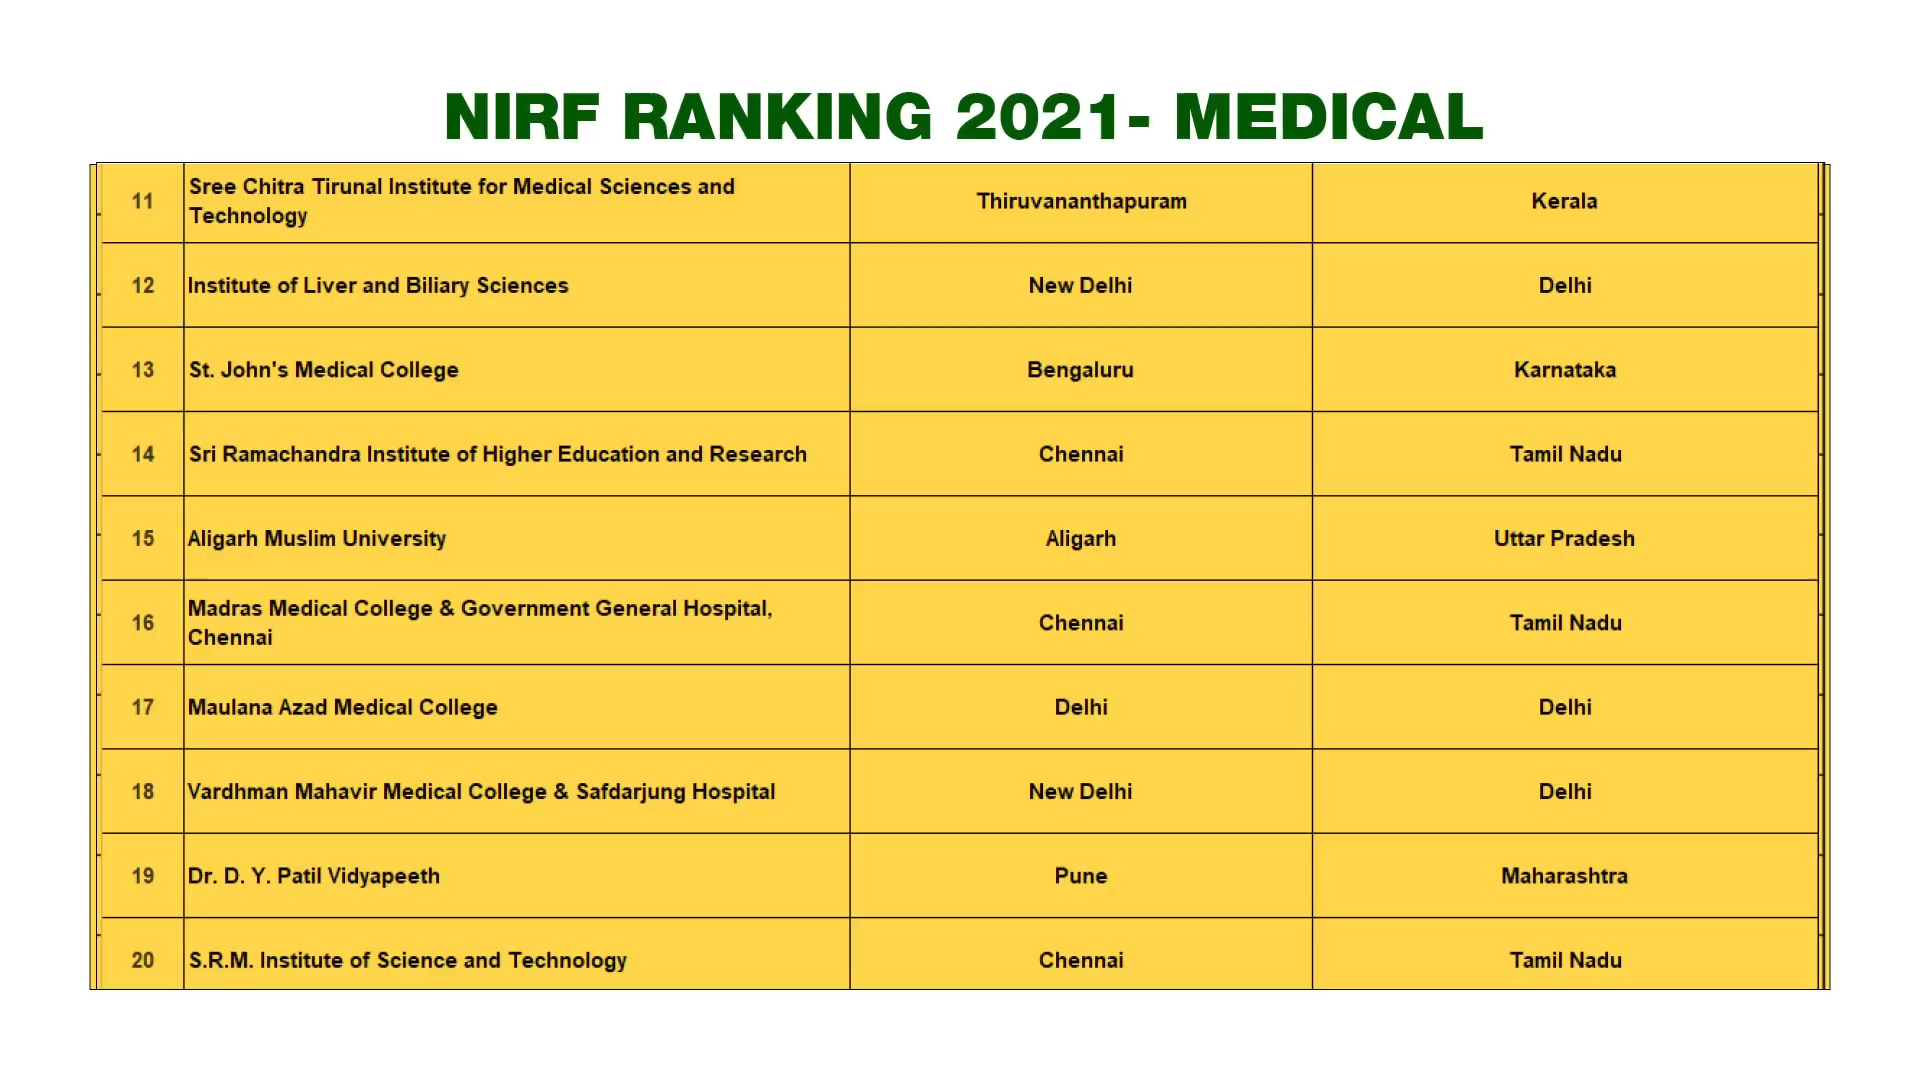 NIRF RANKING 2021- MEDICAL
11 Sree Chitra Tirunal Institute for Medical Sciences and
Technology Thiruvananthapuram Kerala
12 Institute of Liver and Biliary Sciences New Delhi Delhi
13 St. John's Medical College Bengaluru Karnataka
14 Sri Ramachandra Institute of Higher Education and Research Chennai Tamil Nadu
15 Aligarh Muslim University Aligarh Uttar Pradesh
16 Madras Medical College & Government General Hospital,
Chennai Chennai Tamil Nadu
17 Maulana Azad Medical College Delhi Delhi
18 Vardhman Mahavir Medical College & Safdarjung Hospital New Delhi Delhi
19 Dr. D. Y. Patil Vidyapeeth Pune Maharashtra
20 S.R.M. Institute of Science and Technology Chennai Tamil Nadu